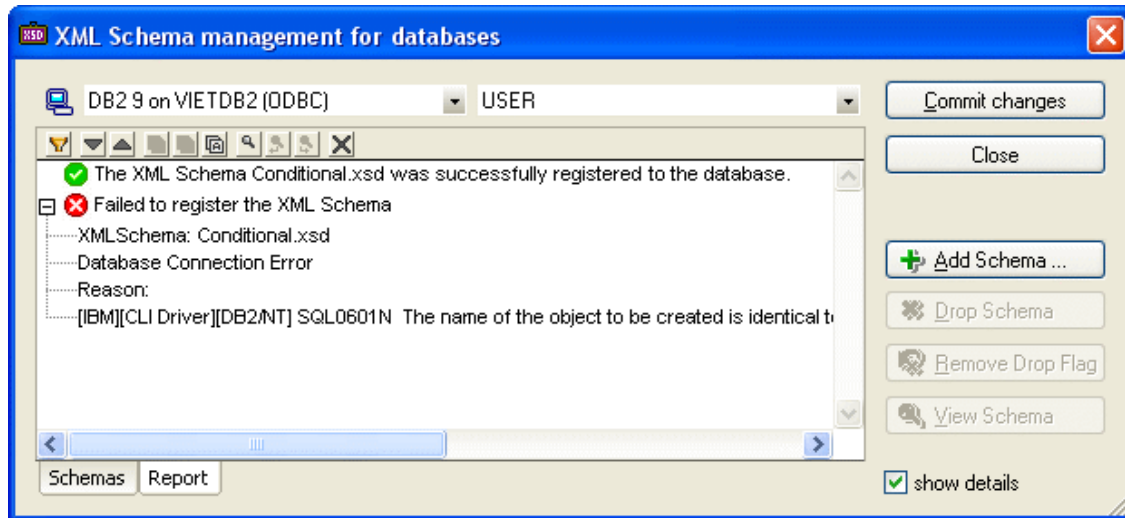 XSD XML Schema management for databases
DB2 9 on VIETDB2 (ODBC) USER
Commit changes
Close
The XML Schema Conditional.xsd was successfully registered to the database.
Failed to register the XML Schema
XMLSchema: Conditional.xsd
Database Connection Error
Reason:
[IBM][CLI Driver][DB2/NT] SQL0601N The name of the object to be created is identical t
Add Schema ...
Drop Schema
Remove Drop Flag
View Schema
Schemas Report
show details